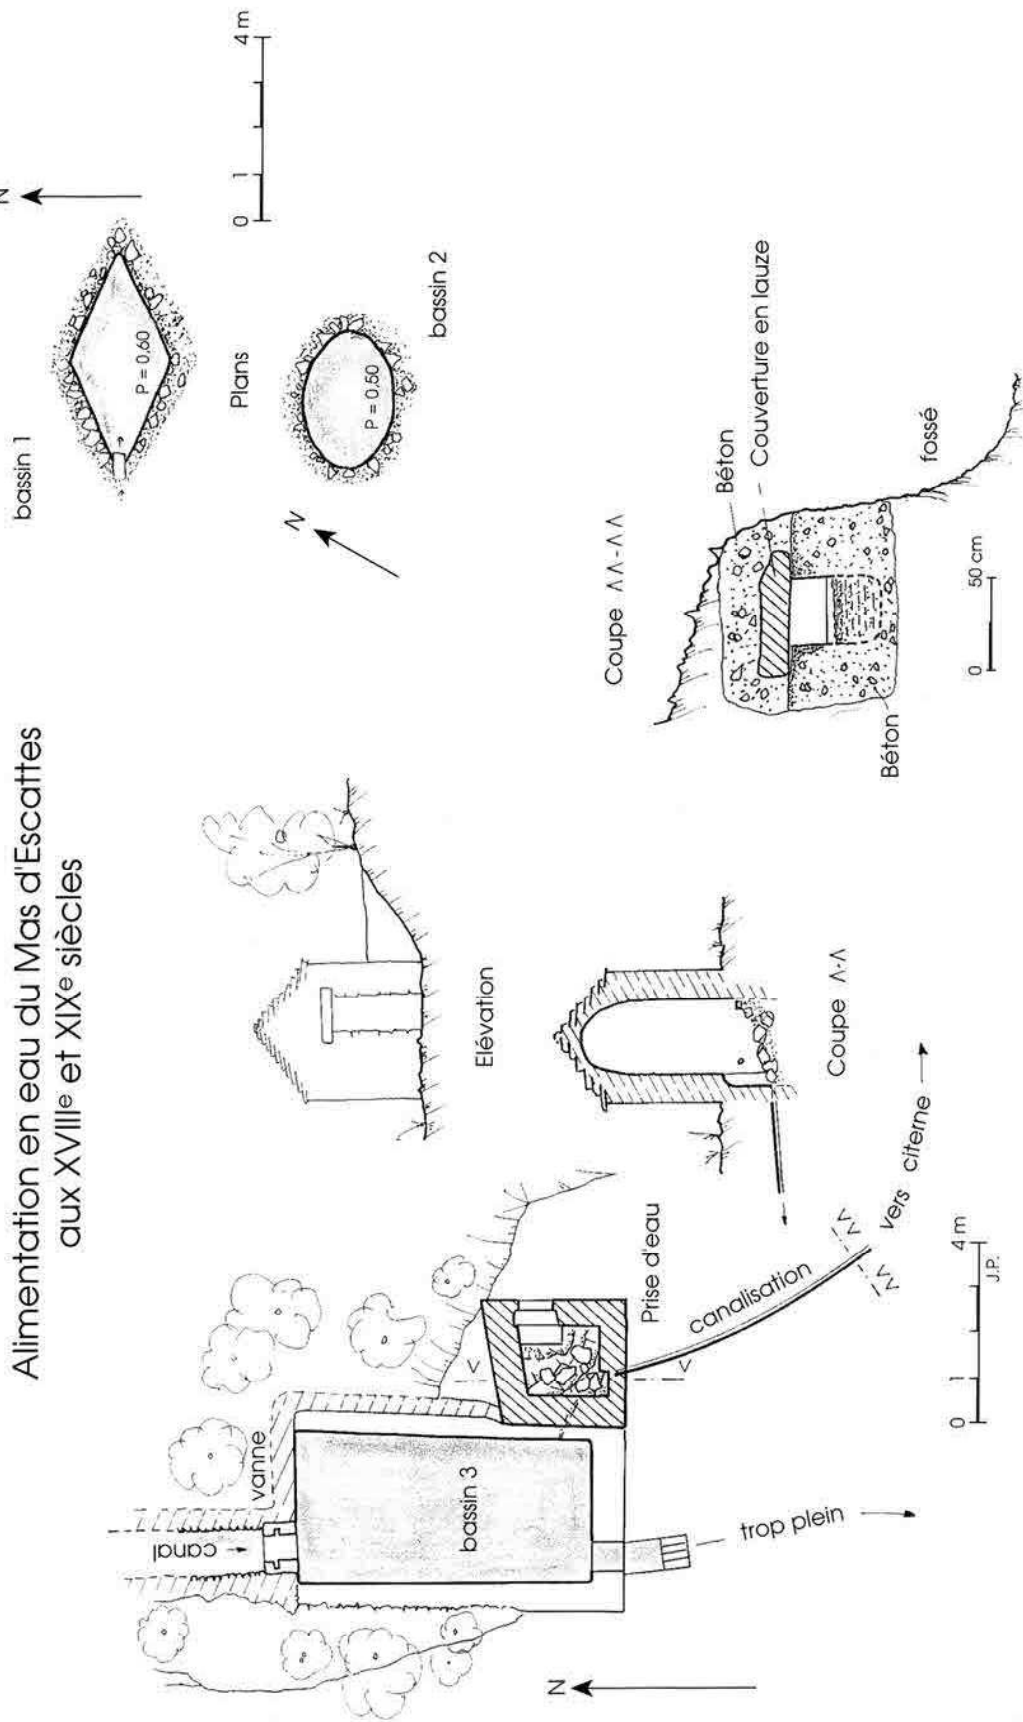 Alimentation en eau du Mas d'Escattes
aux XVIIIe et XIXe siècles
canal
vanne
bassin 3
trop plein
N
Prise d'eau
canalisation
vers citerne
V
V
VV
VV
0 1 4 m
J.P.
Elévation
Coupe V-V
bassin 1
P = 0,60
N
Plans
N
P = 0,50
bassin 2
0 1 4 m
Coupe VV-VV
Béton
Couverture en lauze
fossé
Béton
0 50 cm